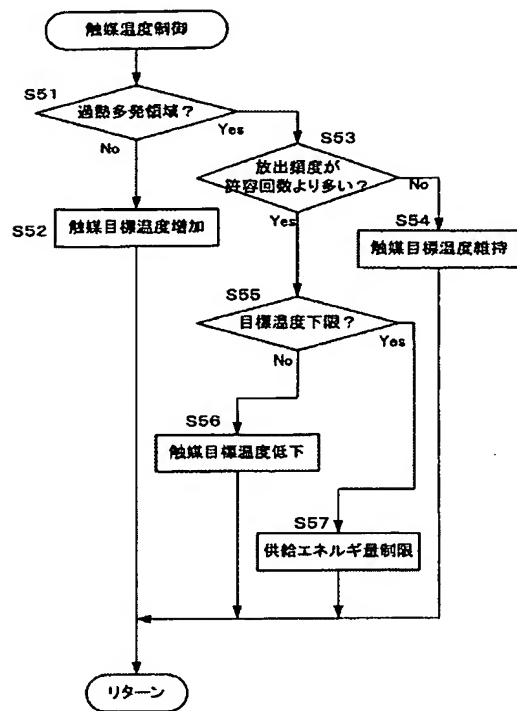 触媒温度制御
S51
過熱多発領域？
Yes
No
S53
放出頻度が
許容回数より多い？
No
Yes
S52
触媒目標温度増加
S54
触媒目標温度維持
S55
目標温度下限？
Yes
No
S56
触媒目標温度低下
S57
供給エネルギ量制限
リターン